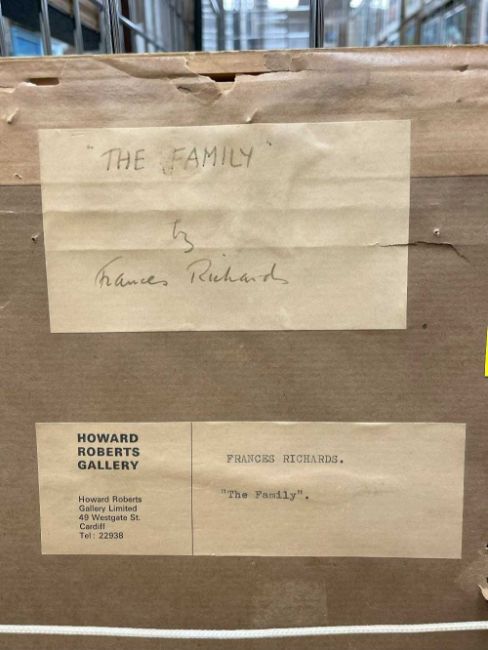 "THE FAMILY"
by
Frances Richards
HOWARD
ROBERTS
GALLERY
Howard Roberts
Gallery Limited
49 Westgate St.
Cardiff
Tel: 22938
FRANCES RICHARDS.
"The Family".